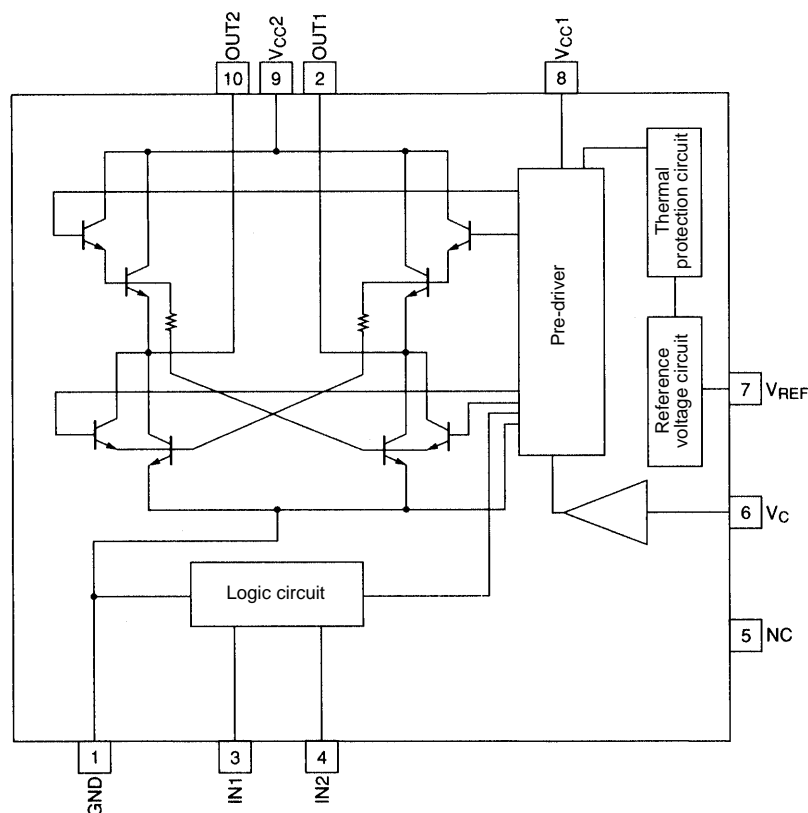 OUT2
VCC2
OUT1
VCC1
10
9
2
8
Thermal
protection circuit
Pre-driver
Reference
voltage circuit
7 VREF
6 VC
Logic circuit
5 NC
1
3
4
GND
IN1
IN2